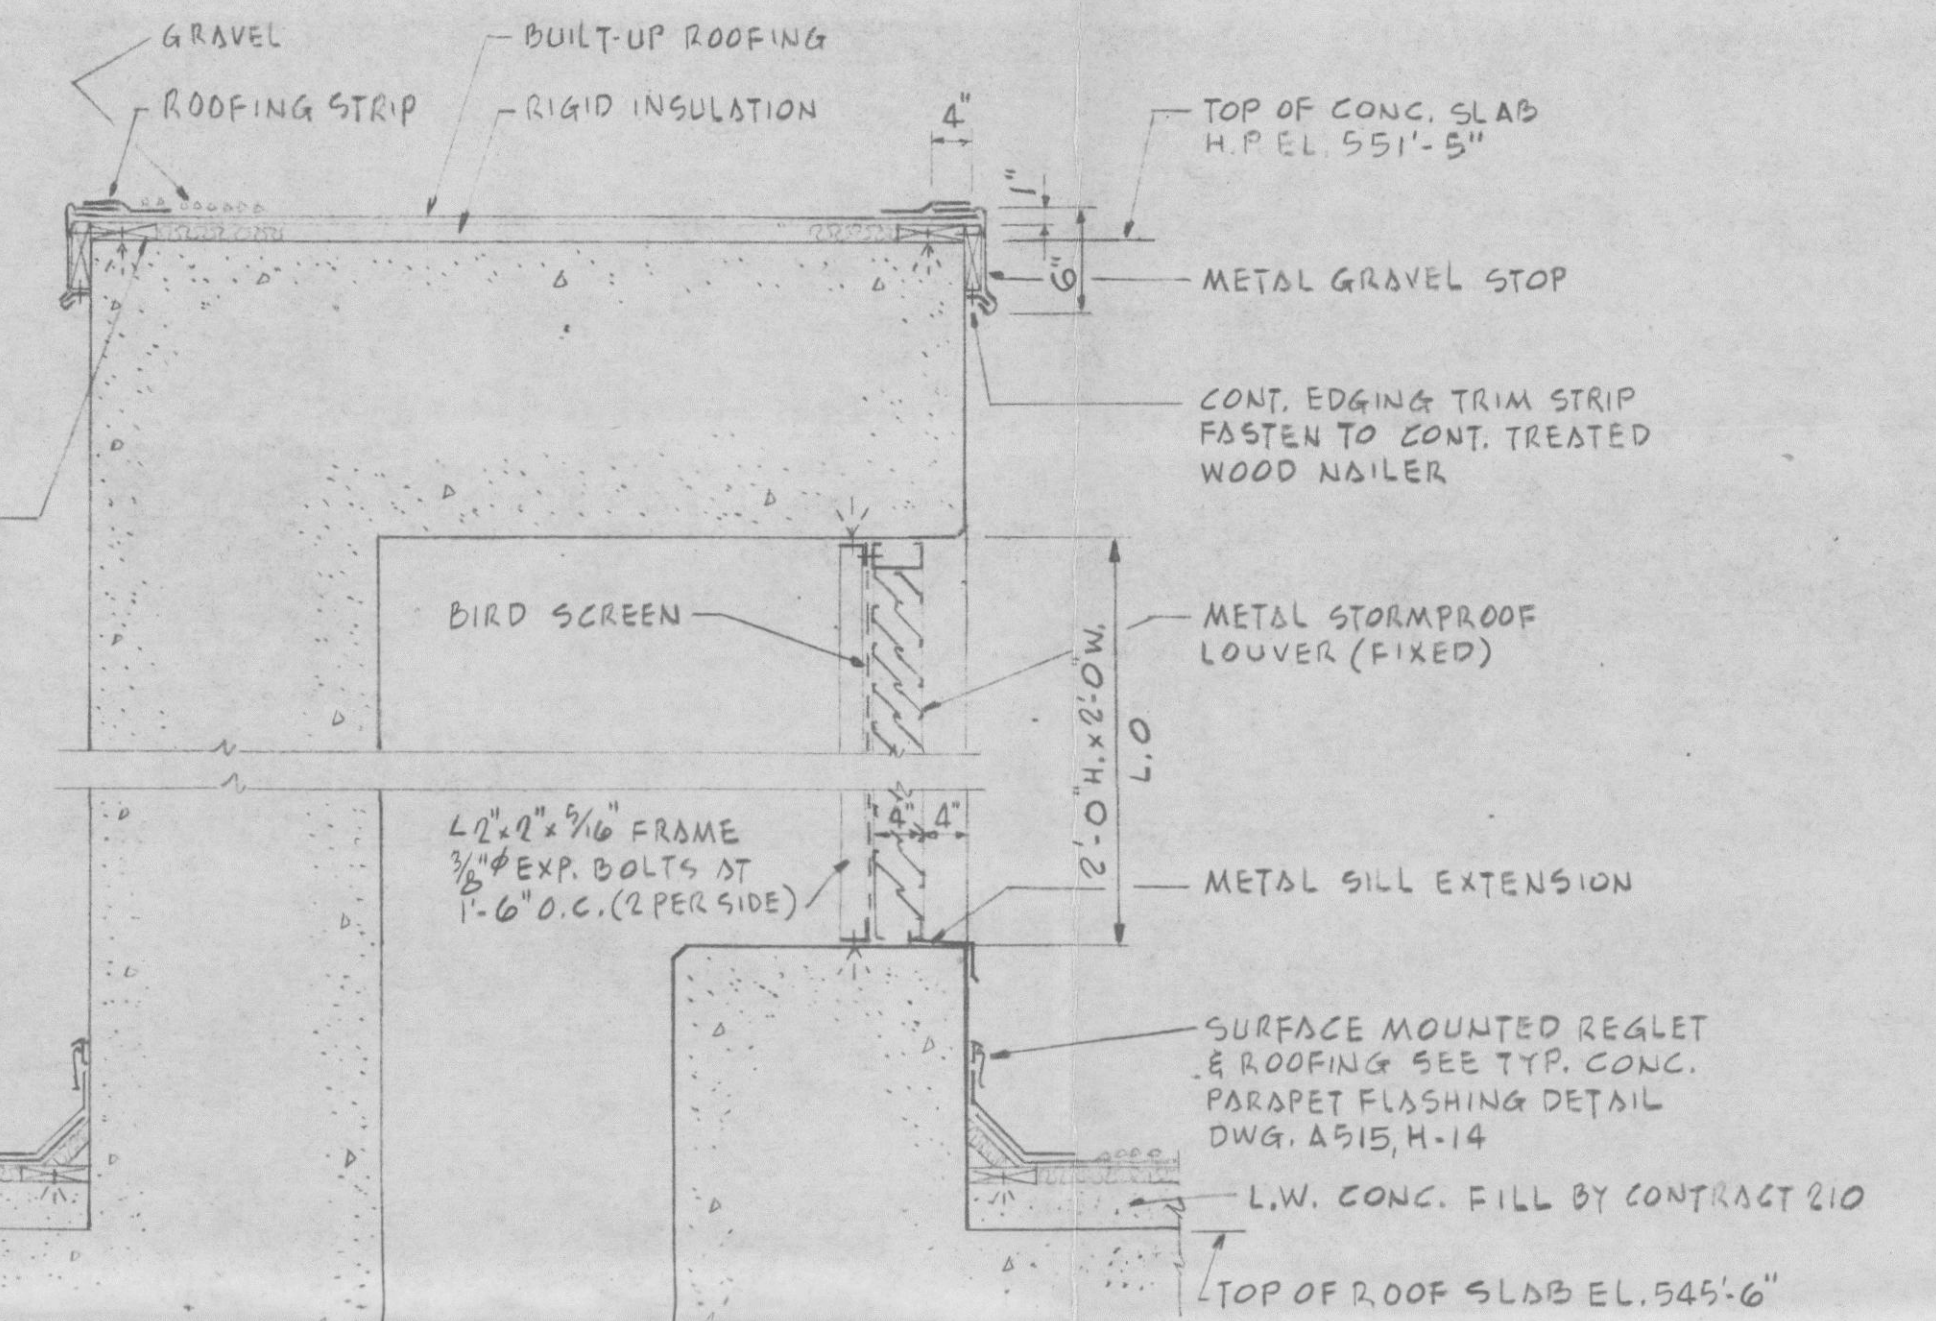 GRAVEL
ROOFING STRIP
BUILT-UP ROOFING
RIGID INSULATION
4"
1"
6"
TOP OF CONC. SLAB
H.P. EL. 551'-5"
METAL GRAVEL STOP
CONT. EDGING TRIM STRIP
FASTEN TO CONT. TREATED
WOOD NAILER
BIRD SCREEN
METAL STORMPROOF
LOUVER (FIXED)
2'-0"H. x 2'-0"W.
L.O
∠ 2" x 2" x 5/16" FRAME
3/8"ø EXP. BOLTS AT
1'-6" O.C. (2 PER SIDE)
4"
4"
METAL SILL EXTENSION
SURFACE MOUNTED REGLET
& ROOFING SEE TYP. CONC.
PARAPET FLASHING DETAIL
DWG. A515, H-14
L.W. CONC. FILL BY CONTRACT 210
TOP OF ROOF SLAB EL. 545'-6"